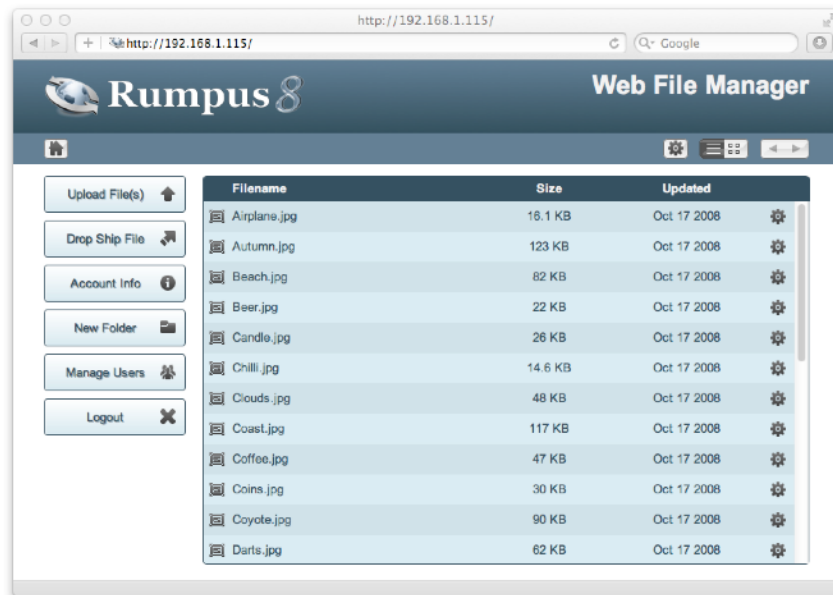 http://192.168.1.115/
http://192.168.1.115/
Google
Rumpus 8
Web File Manager
Upload File(s)
Drop Ship File
Account Info
New Folder
Manage Users
Logout
Filename Size Updated
Airplane.jpg 16.1 KB Oct 17 2008
Autumn.jpg 123 KB Oct 17 2008
Beach.jpg 82 KB Oct 17 2008
Beer.jpg 22 KB Oct 17 2008
Candle.jpg 26 KB Oct 17 2008
Chilli.jpg 14.6 KB Oct 17 2008
Clouds.jpg 48 KB Oct 17 2008
Coast.jpg 117 KB Oct 17 2008
Coffee.jpg 47 KB Oct 17 2008
Coins.jpg 30 KB Oct 17 2008
Coyote.jpg 90 KB Oct 17 2008
Darts.jpg 62 KB Oct 17 2008